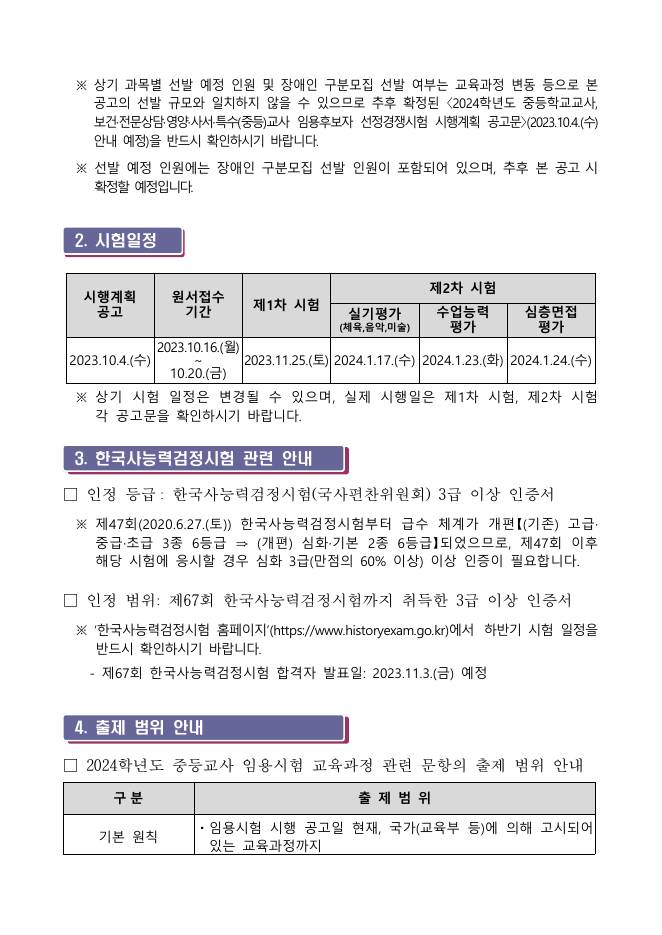 ※ 상기 과목별 선발 예정 인원 및 장애인 구분모집 선발 여부는 교육과정 변동 등으로 본
공고의 선발 규모와 일치하지 않을 수 있으므로 추후 확정된 〈2024학년도 중등학교교사,
보건·전문상담·영양·사서·특수(중등)교사 임용후보자 선정경쟁시험 시행계획 공고문〉(2023.10.4.(수)
안내 예정)을 반드시 확인하시기 바랍니다.
※ 선발 예정 인원에는 장애인 구분모집 선발 인원이 포함되어 있으며, 추후 본 공고 시
확정할 예정입니다.
2. 시험일정
시행계획
공고
원서접수
기간
제1차 시험
제2차 시험
실기평가
(체육,음악,미술)
수업능력
평가
심층면접
평가
2023.10.4.(수)
2023.10.16.(월)
~
10.20.(금)
2023.11.25.(토)
2024.1.17.(수)
2024.1.23.(화)
2024.1.24.(수)
※ 상기 시험 일정은 변경될 수 있으며, 실제 시행일은 제1차 시험, 제2차 시험
각 공고문을 확인하시기 바랍니다.
3. 한국사능력검정시험 관련 안내
□ 인정 등급 : 한국사능력검정시험(국사편찬위원회) 3급 이상 인증서
※ 제47회(2020.6.27.(토)) 한국사능력검정시험부터 급수 체계가 개편【(기존) 고급·
중급·초급 3종 6등급 ⇒ (개편) 심화·기본 2종 6등급】되었으므로, 제47회 이후
해당 시험에 응시할 경우 심화 3급(만점의 60% 이상) 이상 인증이 필요합니다.
□ 인정 범위: 제67회 한국사능력검정시험까지 취득한 3급 이상 인증서
※ '한국사능력검정시험 홈페이지'(https://www.historyexam.go.kr)에서 하반기 시험 일정을
반드시 확인하시기 바랍니다.
- 제67회 한국사능력검정시험 합격자 발표일: 2023.11.3.(금) 예정
4. 출제 범위 안내
□ 2024학년도 중등교사 임용시험 교육과정 관련 문항의 출제 범위 안내
구 분
출 제 범 위
기본 원칙
· 임용시험 시행 공고일 현재, 국가(교육부 등)에 의해 고시되어
있는 교육과정까지